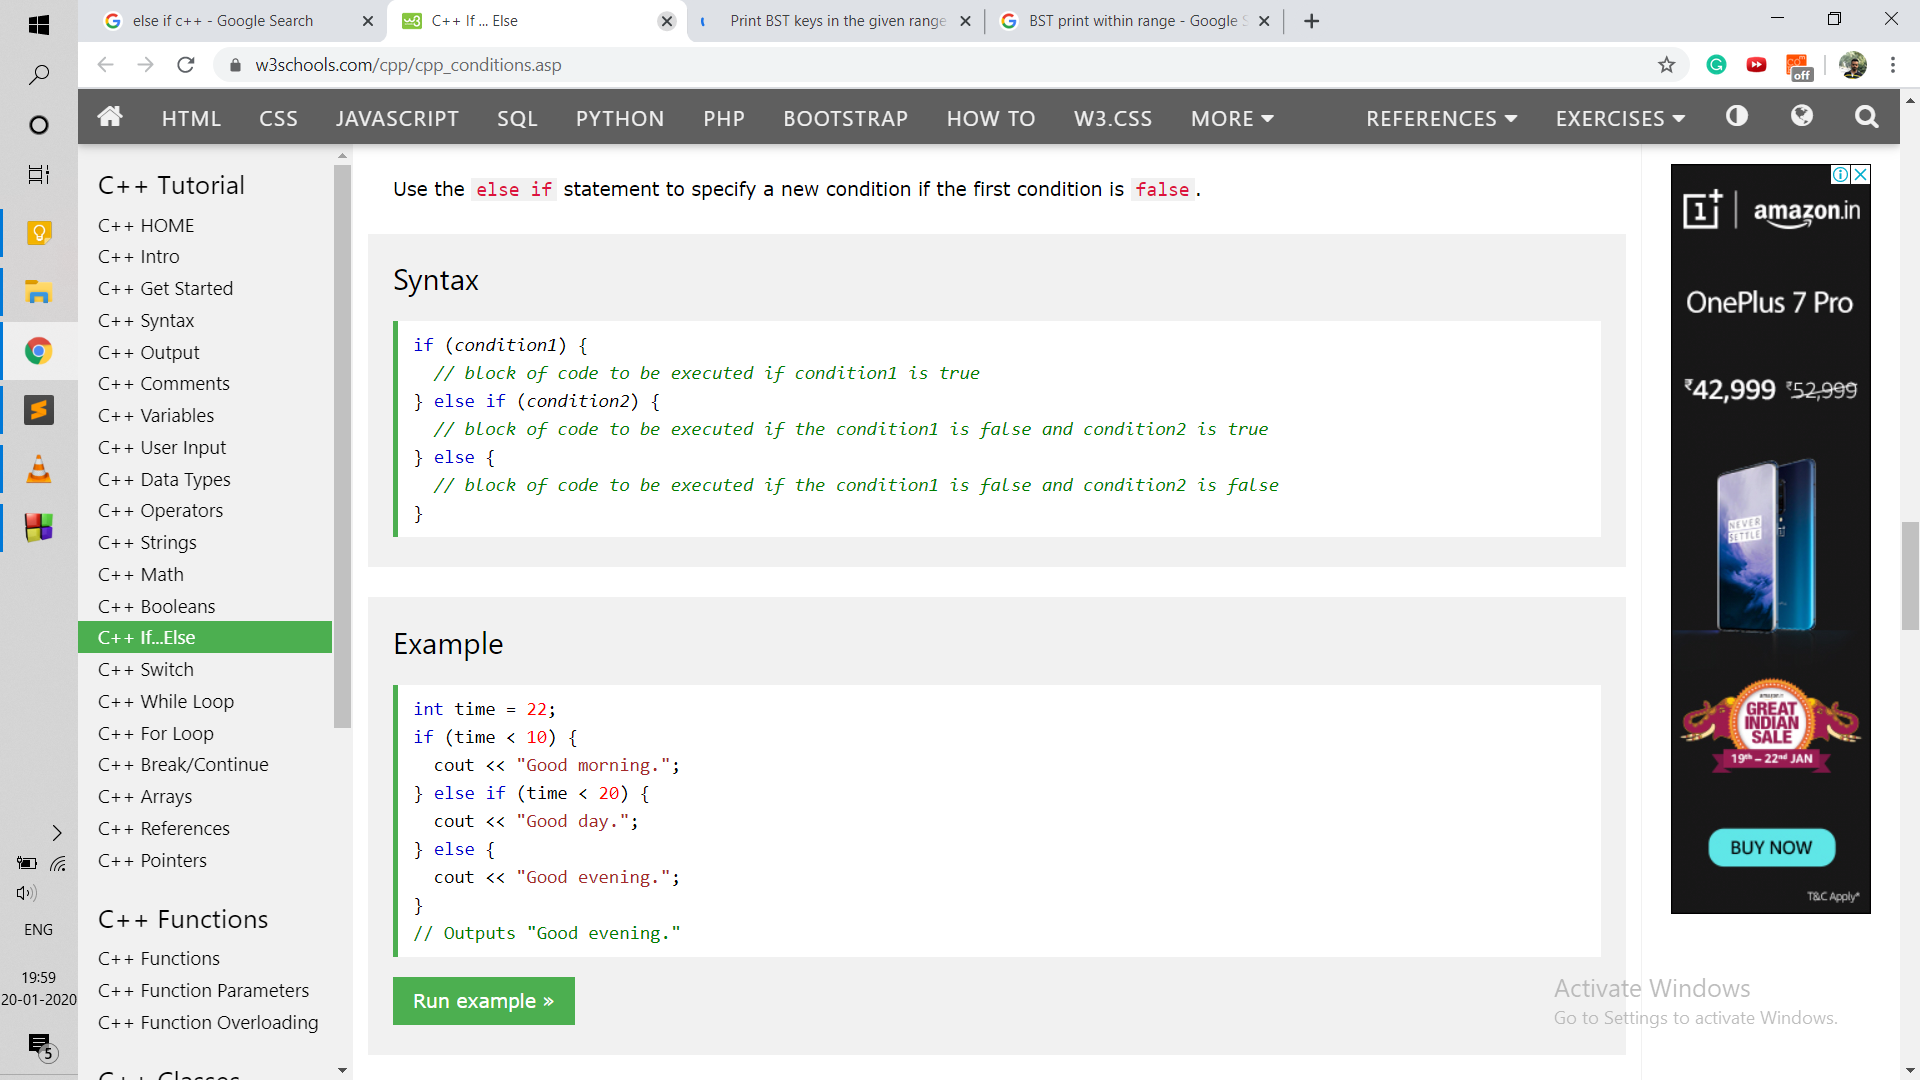 else if c++ - Google Search
C++ If ... Else
Print BST keys in the given range
BST print within range - Google S
w3schools.com/cpp/cpp_conditions.asp
off
HTML CSS JAVASCRIPT SQL PYTHON PHP BOOTSTRAP HOW TO W3.CSS MORE REFERENCES EXERCISES
C++ Tutorial
C++ HOME
C++ Intro
C++ Get Started
C++ Syntax
C++ Output
C++ Comments
C++ Variables
C++ User Input
C++ Data Types
C++ Operators
C++ Strings
C++ Math
C++ Booleans
C++ If...Else
C++ Switch
C++ While Loop
C++ For Loop
C++ Break/Continue
C++ Arrays
C++ References
C++ Pointers
C++ Functions
C++ Functions
C++ Function Parameters
C++ Function Overloading
C++ Classes
Use the else if statement to specify a new condition if the first condition is false.
Syntax
if (condition1) {
  // block of code to be executed if condition1 is true
} else if (condition2) {
  // block of code to be executed if the condition1 is false and condition2 is true
} else {
  // block of code to be executed if the condition1 is false and condition2 is false
}
Example
int time = 22;
if (time < 10) {
  cout << "Good morning.";
} else if (time < 20) {
  cout << "Good day.";
} else {
  cout << "Good evening.";
}
// Outputs "Good evening."
Run example »
1+ | amazon.in
OnePlus 7 Pro
₹42,999 ₹52,999
NEVER
SETTLE
GREAT
INDIAN
SALE
19th – 22nd JAN
BUY NOW
T&C Apply*
Activate Windows
Go to Settings to activate Windows.
ENG
19:59
20-01-2020
5